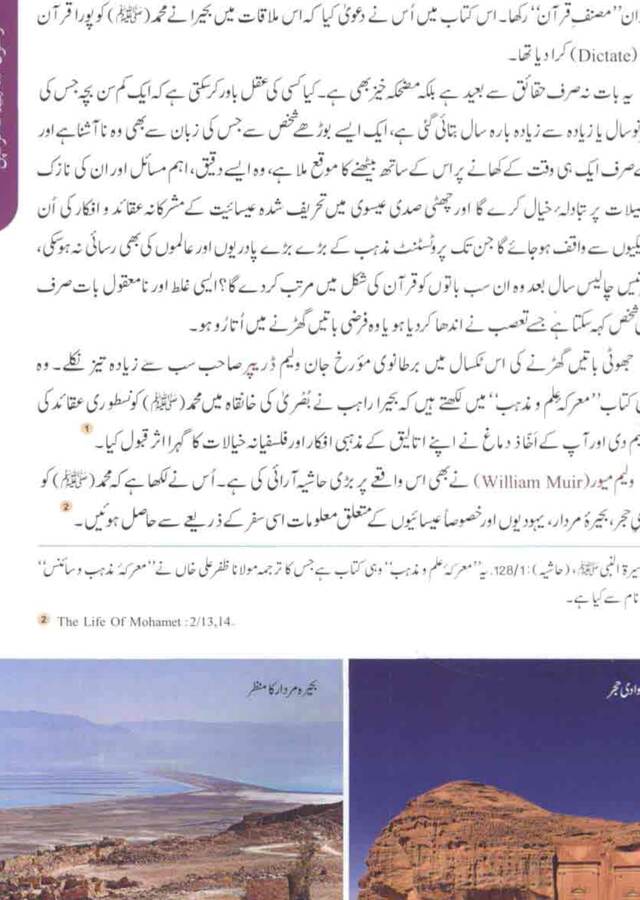 ”مصنفِ قرآن“ رکھا۔ اس کتاب میں اُس نے دعویٰ کیا کہ اس ملاقات میں بحیرا نے محمد (ﷺ) کو پورا قرآن
(Dictate) کرا دیا تھا۔
یہ بات نہ صرف حقائق سے بعید ہے بلکہ مضحکہ خیز بھی ہے۔ کیا کسی کی عقل باور کر سکتی ہے کہ ایک کم سن بچہ جس کی
سال یا زیادہ سے زیادہ بارہ سال بتائی گئی ہے، ایک ایسے بوڑھے شخص سے جس کی زبان سے بھی وہ نا آشنا ہے اور
صرف ایک ہی وقت کے کھانے پر اس کے ساتھ بیٹھنے کا موقع ملا ہے، وہ ایسے دقیق، اہم مسائل اور ان کی نازک
پر تبادلۂ خیال کرے گا اور چھٹی صدی عیسوی میں تحریف شدہ عیسائیت کے مشرکانہ عقائد و افکار کی اُن
سے واقف ہو جائے گا جن تک پروٹسٹنٹ مذہب کے بڑے بڑے پادریوں اور عالموں کی بھی رسائی نہ ہو سکی،
چالیس سال بعد وہ ان سب باتوں کو قرآن کی شکل میں مرتب کر دے گا؟ ایسی غلط اور نامعقول بات صرف
شخص کہہ سکتا ہے جسے تعصب نے اندھا کر دیا ہو یا وہ فرضی باتیں گھڑنے میں اُتارُو ہو۔
جھوٹی باتیں گھڑنے کی اس ٹکسال میں برطانوی مؤرخ جان ولیم ڈریپر صاحب سب سے زیادہ تیز نکلے۔ وہ
کتاب ”معرکۂ علم و مذہب“ میں لکھتے ہیں کہ بحیرا راہب نے بُصْریٰ کی خانقاہ میں محمد (ﷺ) کو نسطوری عقائد کی
دی اور آپ کے اخّاذ دماغ نے اپنے اتالیق کے مذہبی افکار اور فلسفیانہ خیالات کا گہرا اثر قبول کیا۔ 1
ولیم میور (William Muir) نے بھی اس واقعے پر بڑی حاشیہ آرائی کی ہے۔ اُس نے لکھا ہے کہ محمد (ﷺ) کو
حجر، بحیرۂ مردار، یہودیوں اور خصوصاً عیسائیوں کے متعلق معلومات اسی سفر کے ذریعے سے حاصل ہوئیں۔ 2
سیرۃ النبی ﷺ، (حاشیہ): 128/1. یہ ”معرکۂ علم و مذہب“ وہی کتاب ہے جس کا ترجمہ مولانا ظفر علی خاں نے ”معرکۂ مذہب و سائنس“
نام سے کیا ہے۔
2 The Life Of Mohamet : 2/13,14.
وادی حجر
بحیرہ مردار کا منظر